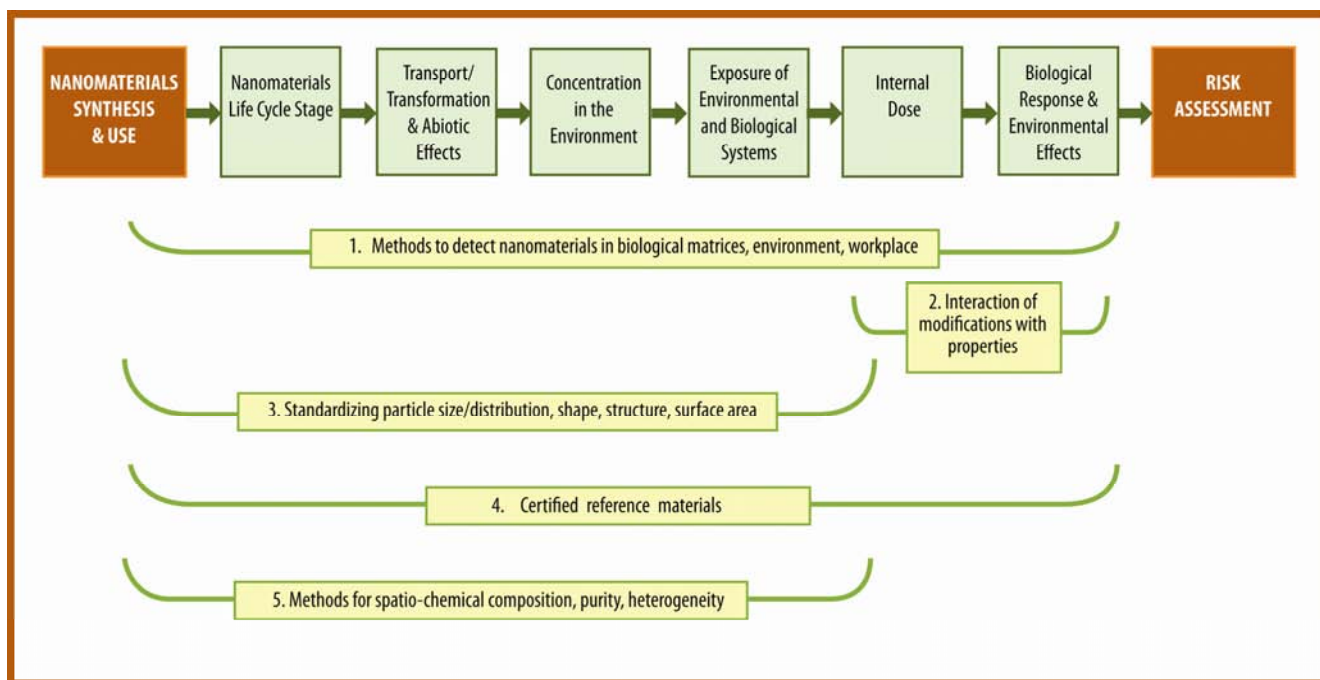 NANOMATERIALS
SYNTHESIS
& USE
Nanomaterials
Life Cycle Stage
Transport/
Transformation
& Abiotic
Effects
Concentration
in the
Environment
Exposure of
Environmental
and Biological
Systems
Internal
Dose
Biological
Response &
Environmental
Effects
RISK
ASSESSMENT
1. Methods to detect nanomaterials in biological matrices, environment, workplace
2. Interaction of
modifications with
properties
3. Standardizing particle size/distribution, shape, structure, surface area
4. Certified reference materials
5. Methods for spatio-chemical composition, purity, heterogeneity